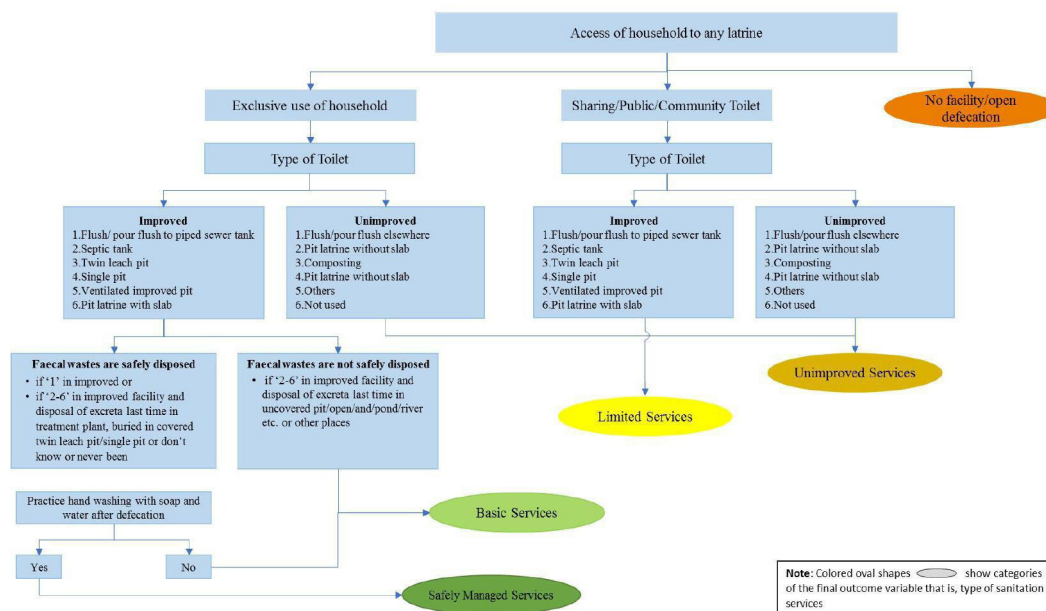 Access of household to any latrine
Exclusive use of household
Sharing/Public/Community Toilet
No facility/open
defecation
Type of Toilet
Type of Toilet
Improved
1.Flush/ pour flush to piped sewer tank
2.Septic tank
3.Twin leach pit
4.Single pit
5.Ventilated improved pit
6.Pit latrine with slab
Unimproved
1.Flush/pour flush elsewhere
2.Pit latrine without slab
3.Composting
4.Pit latrine without slab
5.Others
6.Not used
Improved
1.Flush/pour flush to piped sewer tank
2.Septic tank
3.Twin leach pit
4.Single pit
5.Ventilated improved pit
6.Pit latrine with slab
Unimproved
1.Flush/pour flush elsewhere
2.Pit latrine without slab
3.Composting
4.Pit latrine without slab
5.Others
6.Not used
Faecal wastes are safely disposed
• if ‘1’ in improved or
• if ‘2-6’ in improved facility and
disposal of excreta last time in
treatment plant, buried in covered
twin leach pit/single pit or don’t
know or never been
Faecal wastes are not safely disposed
• if ‘2-6’ in improved facility and
disposal of excreta last time in
uncovered pit/open/and/pond/river
etc. or other places
Unimproved Services
Limited Services
Practice hand washing with soap and
water after defecation
Basic Services
Yes
No
Safely Managed Services
Note: Colored oval shapes show categories
of the final outcome variable that is, type of sanitation
services